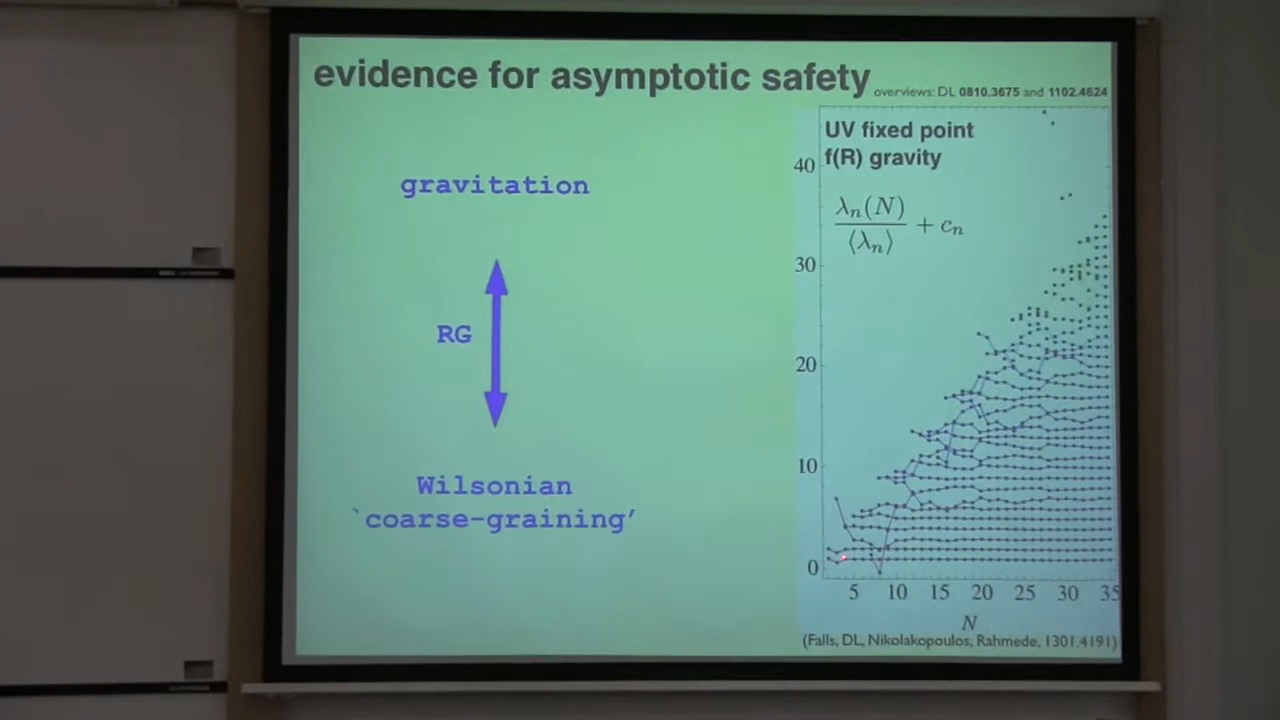 evidence for asymptotic safety
overviews: DL 0810.3675 and 1102.4624
gravitation
RG
Wilsonian
`coarse-graining'
UV fixed point
f(R) gravity
λn(N)
⟨λn⟩
+ cn
40
30
20
10
0
5 10 15 20 25 30 35
N
(Falls, DL, Nikolakopoulos, Rahmede, 1301.4191)